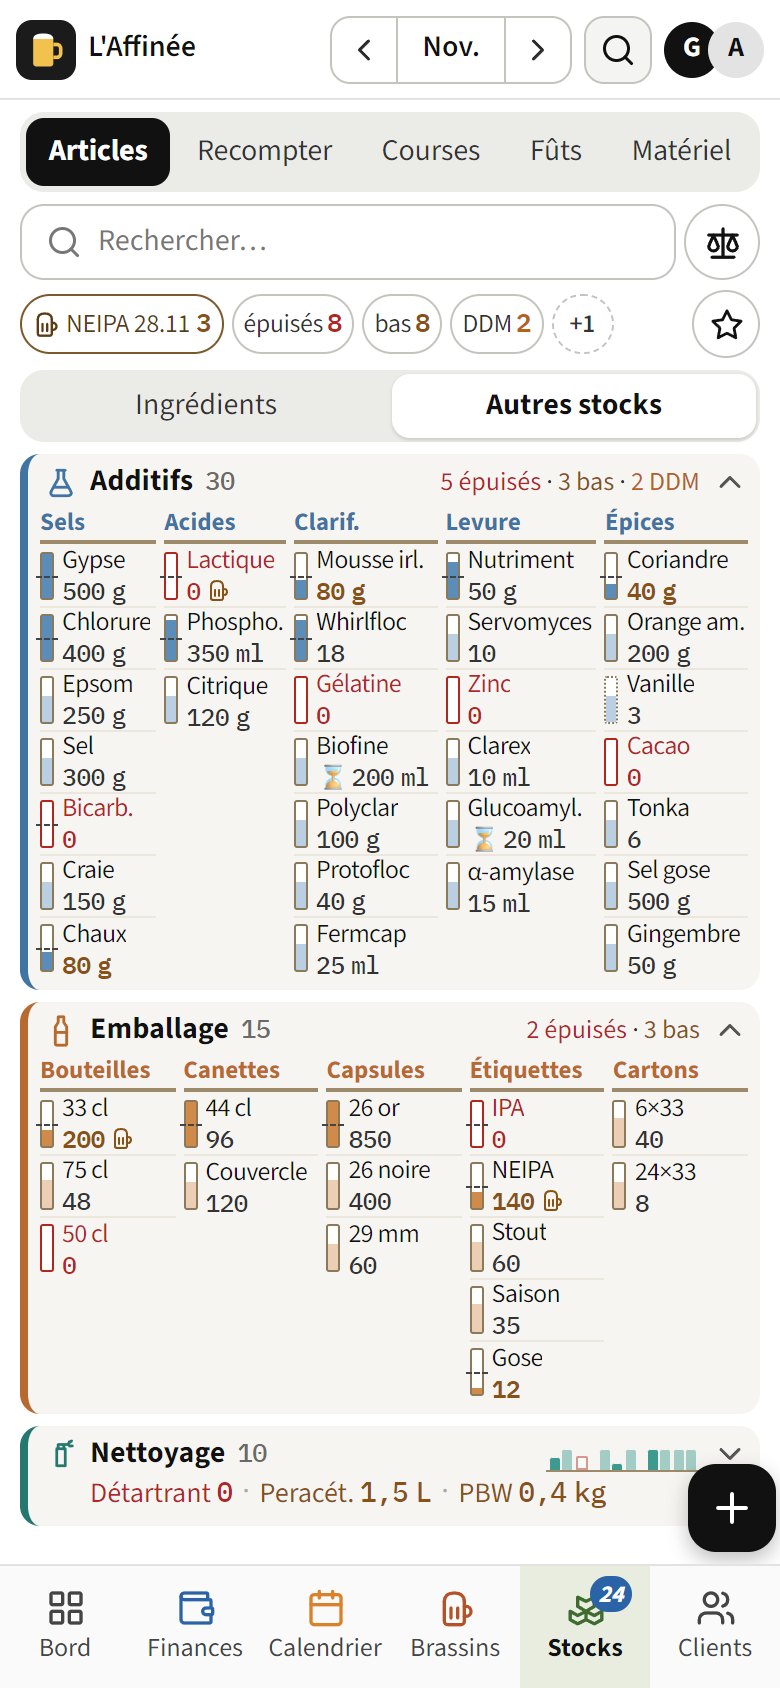 L'Affinée
Nov.
G A
Articles Recompter Courses Fûts Matériel
Rechercher…
NEIPA 28.11 3 épuisés 8 bas 8 DDM 2 +1
Ingrédients Autres stocks
Additifs 30 5 épuisés · 3 bas · 2 DDM
Sels Acides Clarif. Levure Épices
Gypse Lactique Mousse irl. Nutriment Coriandre
500 g 0 80 g 50 g 40 g
Chlorure Phospho. Whirlfloc Servomyces Orange am.
400 g 350 ml 18 10 200 g
Epsom Citrique Gélatine Zinc Vanille
250 g 120 g 0 0 3
Sel Biofine Clarex Cacao
300 g ⏳ 200 ml 10 ml 0
Bicarb. Polyclar Glucoamyl. Tonka
0 100 g ⏳ 20 ml 6
Craie Protofloc α-amylase Sel gose
150 g 40 g 15 ml 500 g
Chaux Fermcap Gingembre
80 g 25 ml 50 g
Emballage 15 2 épuisés · 3 bas
Bouteilles Canettes Capsules Étiquettes Cartons
33 cl 44 cl 26 or IPA 6×33
200 96 850 0 40
75 cl Couvercle 26 noire NEIPA 24×33
48 120 400 140 8
50 cl 29 mm Stout
0 60 60
Saison
35
Gose
12
Nettoyage 10
Détartrant 0 · Peracét. 1,5 L · PBW 0,4 kg
24
Bord Finances Calendrier Brassins Stocks Clients